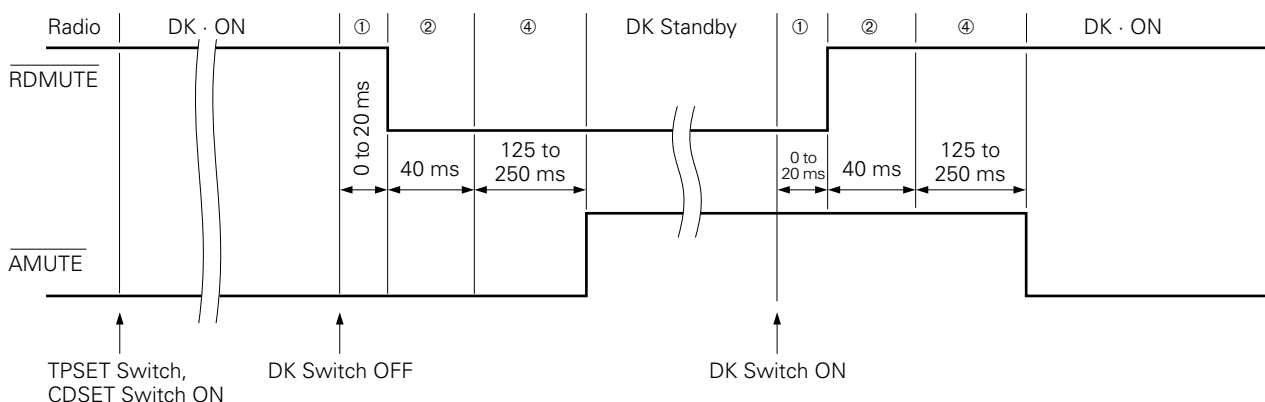 Radio DK · ON ① ② ④ DK Standby ① ② ④ DK · ON
RDMUTE
0 to 20 ms
40 ms
125 to
250 ms
0 to
20 ms
40 ms
125 to
250 ms
AMUTE
TPSET Switch,
CDSET Switch ON
DK Switch OFF
DK Switch ON